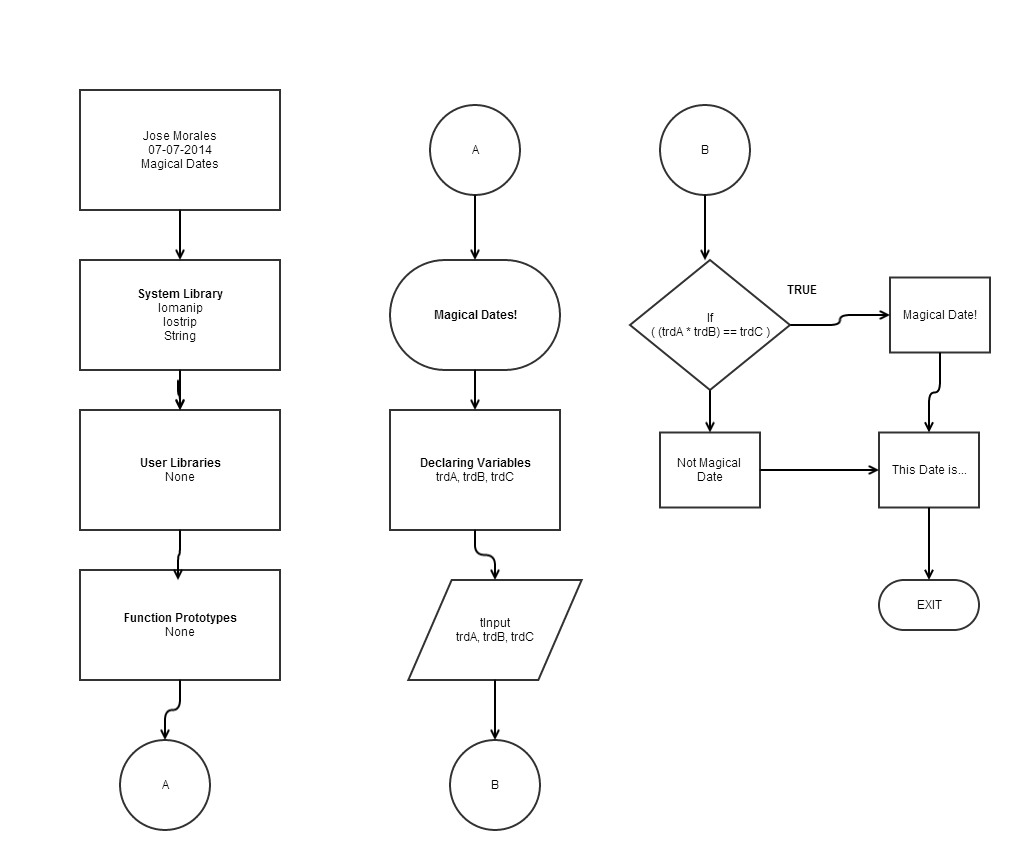 Jose Morales
07-07-2014
Magical Dates
System Library
Iomanip
Iostrip
String
User Libraries
None
Function Prototypes
None
A
A
Magical Dates!
Declaring Variables
trdA, trdB, trdC
tInput
trdA, trdB, trdC
B
B
If
( (trdA * trdB) == trdC )
TRUE
Magical Date!
Not Magical
Date
This Date is...
EXIT